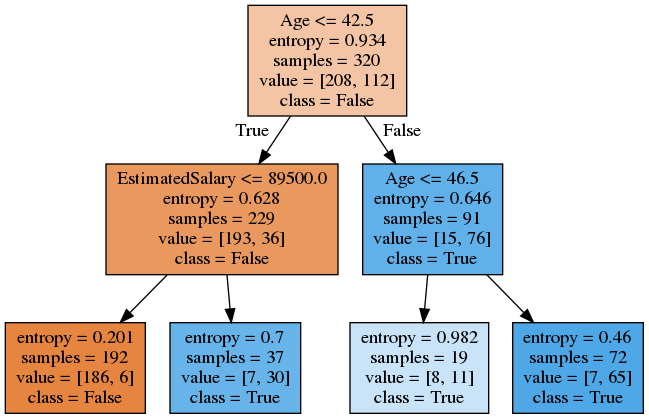 Age <= 42.5
entropy = 0.934
samples = 320
value = [208, 112]
class = False
True
False
EstimatedSalary <= 89500.0
entropy = 0.628
samples = 229
value = [193, 36]
class = False
Age <= 46.5
entropy = 0.646
samples = 91
value = [15, 76]
class = True
entropy = 0.201
samples = 192
value = [186, 6]
class = False
entropy = 0.7
samples = 37
value = [7, 30]
class = True
entropy = 0.982
samples = 19
value = [8, 11]
class = True
entropy = 0.46
samples = 72
value = [7, 65]
class = True